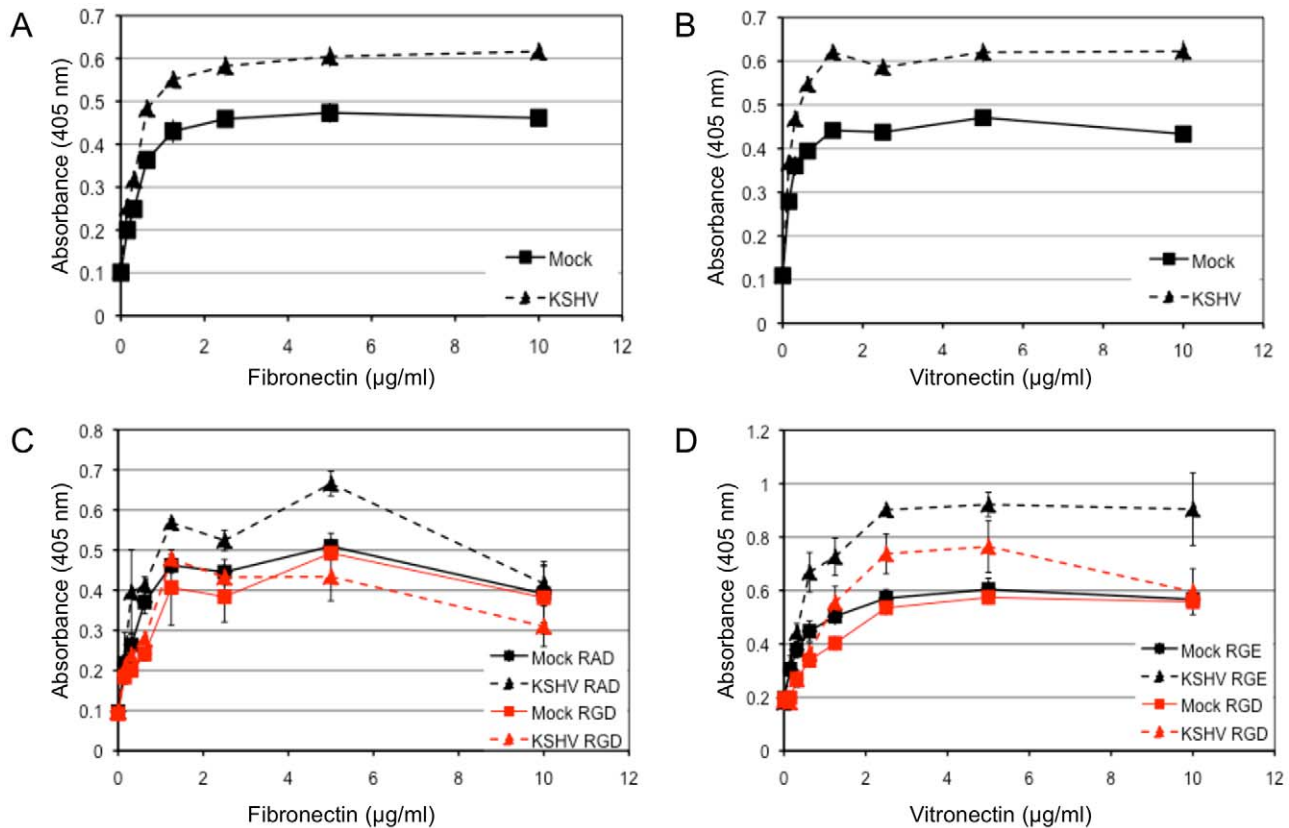 A
Absorbance (405 nm)
0.7
0.6
0.5
0.4
0.3
0.2
0.1
0
Mock
KSHV
0 2 4 6 8 10 12
Fibronectin (µg/ml)
B
Absorbance (405 nm)
0.7
0.6
0.5
0.4
0.3
0.2
0.1
0
Mock
KSHV
0 2 4 6 8 10 12
Vitronectin (µg/ml)
C
Absorbance (405 nm)
0.8
0.7
0.6
0.5
0.4
0.3
0.2
0.1
0
Mock RAD
KSHV RAD
Mock RGD
KSHV RGD
0 2 4 6 8 10 12
Fibronectin (µg/ml)
D
Absorbance (405 nm)
1.2
1
0.8
0.6
0.4
0.2
0
Mock RGE
KSHV RGE
Mock RGD
KSHV RGD
0 2 4 6 8 10 12
Vitronectin (µg/ml)